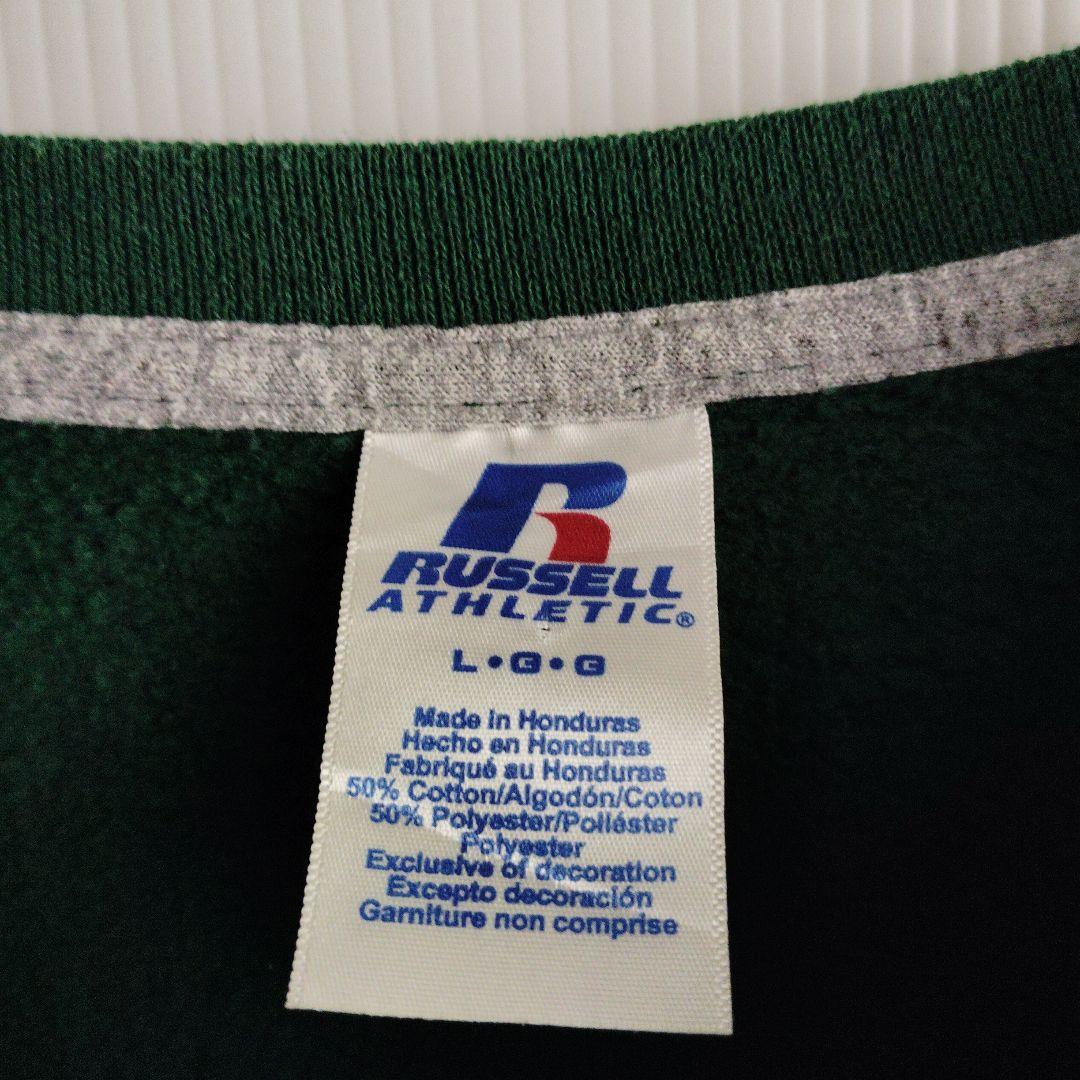 R
RUSSELL
ATHLETIC®
L•G•G
Made in Honduras
Hecho en Honduras
Fabriqué au Honduras
50% Cotton/Algodón/Coton
50% Polyester/Poliéster
Polyester
Exclusive of decoration
Excepto decoración
Garniture non comprise